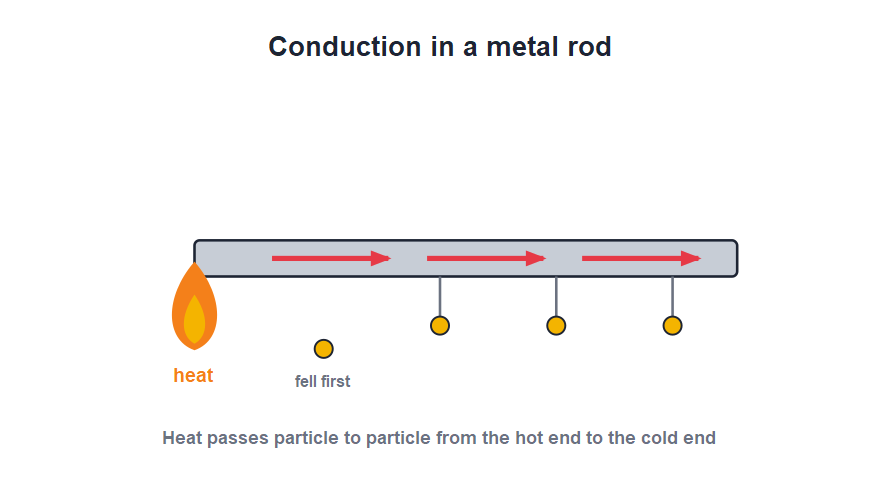 Conduction in a metal rod
heat
fell first
Heat passes particle to particle from the hot end to the cold end